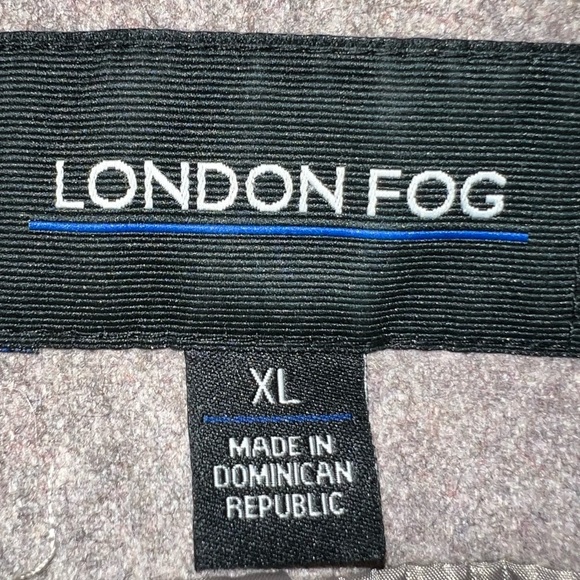 LONDON FOG
XL
MADE IN
DOMINICAN
REPUBLIC